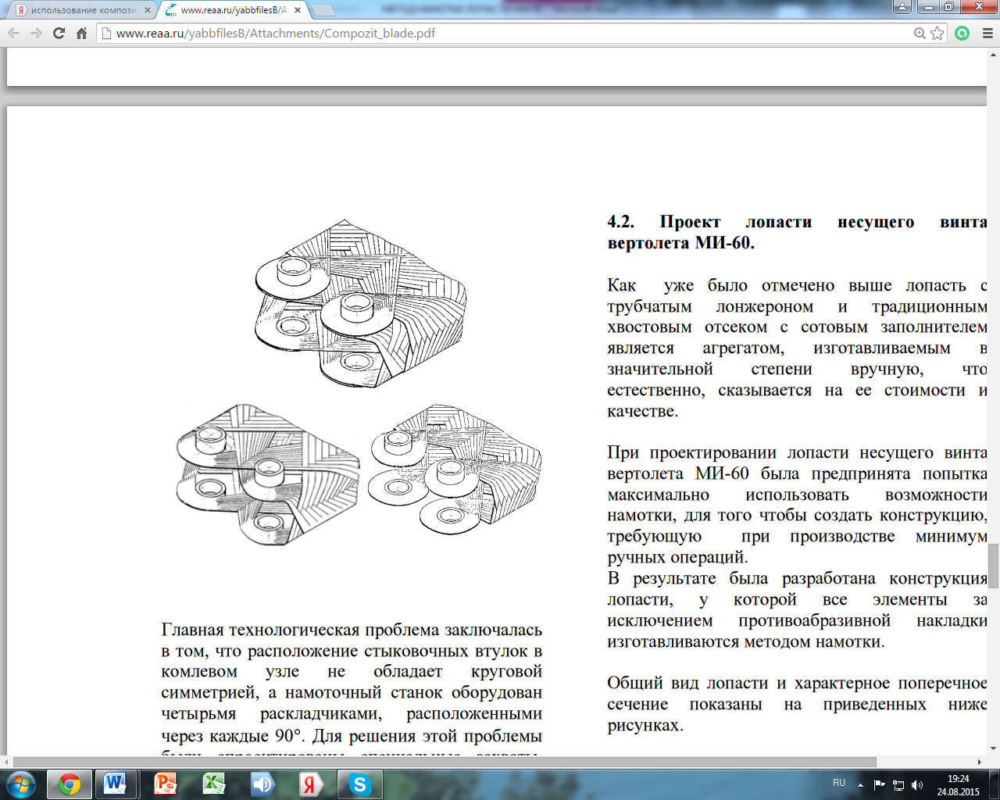 использование компози
www.reaa.ru/yabbfilesB/A
www.reaa.ru/yabbfilesB/Attachments/Compozit_blade.pdf
Главная технологическая проблема заключалась
в том, что расположение стыковочных втулок в
комлевом узле не обладает круговой
симметрией, а намоточный станок оборудован
четырьмя раскладчиками, расположенными
через каждые 90°. Для решения этой проблемы
были спроектированы специальные захваты,
4.2. Проект лопасти несущего винта
вертолета МИ-60.
Как уже было отмечено выше лопасть с
трубчатым лонжероном и традиционным
хвостовым отсеком с сотовым заполнителем
является агрегатом, изготавливаемым в
значительной степени вручную, что
естественно, сказывается на ее стоимости и
качестве.
При проектировании лопасти несущего винта
вертолета МИ-60 была предпринята попытка
максимально использовать возможности
намотки, для того чтобы создать конструкцию,
требующую при производстве минимум
ручных операций.
В результате была разработана конструкция
лопасти, у которой все элементы за
исключением противоабразивной накладки
изготавливаются методом намотки.
Общий вид лопасти и характерное поперечное
сечение показаны на приведенных ниже
рисунках.
RU
19:24
24.08.2015